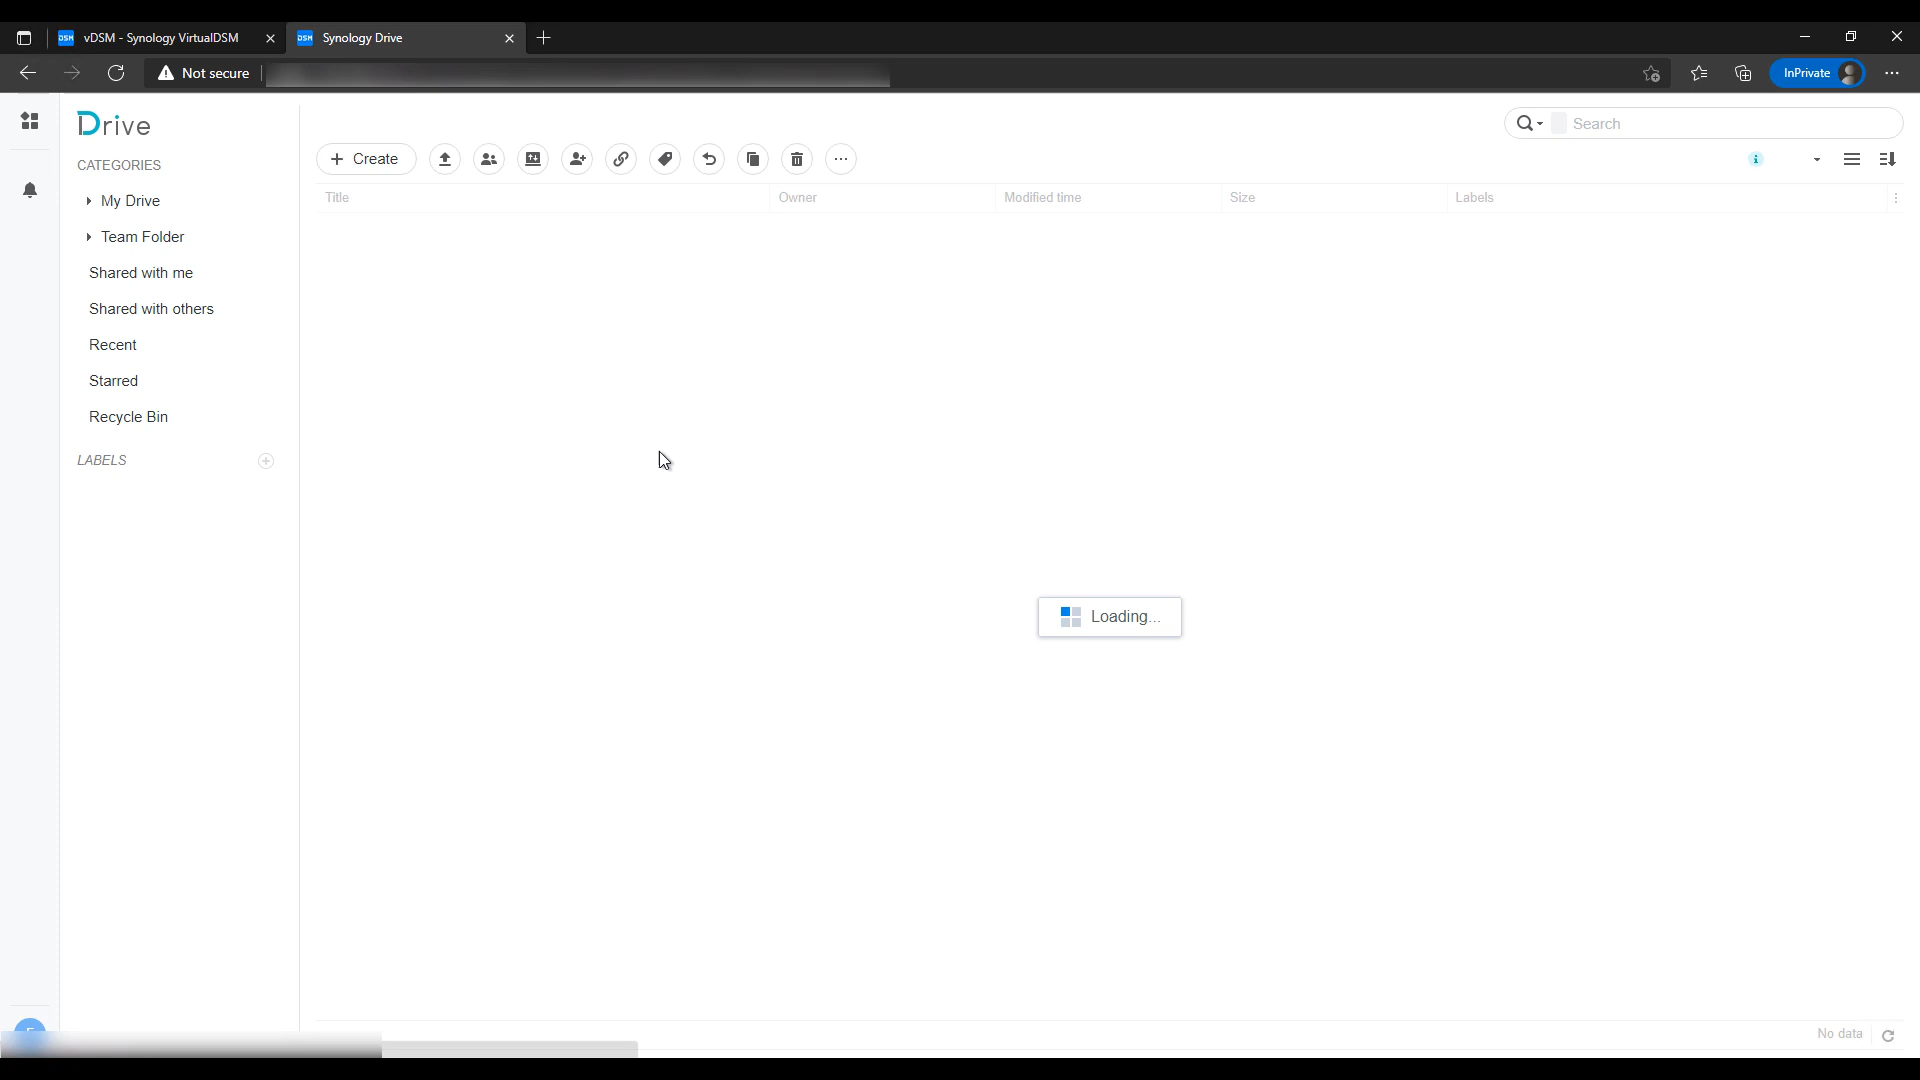 vDSM - Synology VirtualDSM
Synology Drive
Not secure
InPrivate
Drive
Search
CATEGORIES
Create
My Drive
Team Folder
Shared with me
Shared with others
Recent
Starred
Recycle Bin
LABELS
Title Owner Modified time Size Labels
Loading...
No data